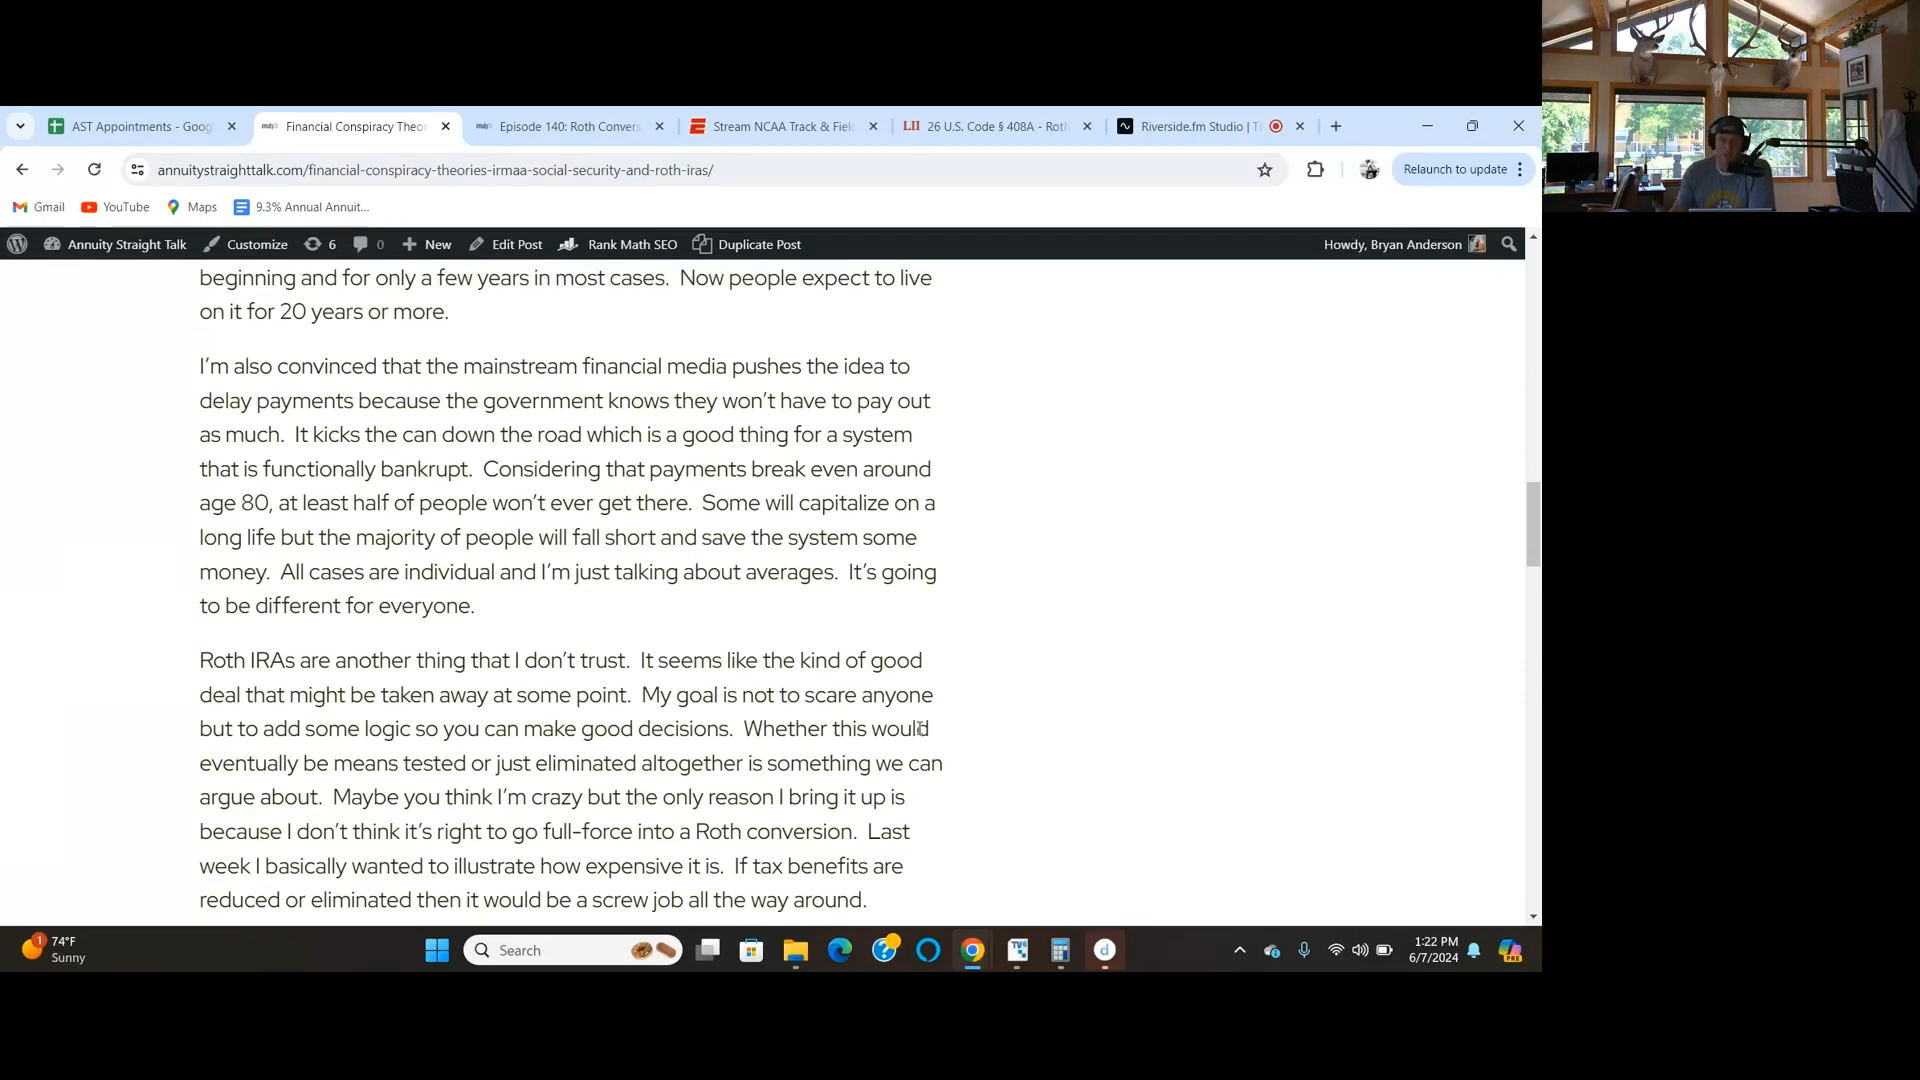 AST Appointments - Goog
Financial Conspiracy Theor
Episode 140: Roth Convers
Stream NCAA Track & Fiel
LII 26 U.S. Code § 408A - Roth
Riverside.fm Studio | T
annuitystraighttalk.com/financial-conspiracy-theories-irmaa-social-security-and-roth-iras/
Relaunch to update
Gmail
YouTube
Maps
9.3% Annual Annuit...
Annuity Straight Talk
Customize
6
0
New
Edit Post
Rank Math SEO
Duplicate Post
Howdy, Bryan Anderson
beginning and for only a few years in most cases.  Now people expect to live
on it for 20 years or more.
I’m also convinced that the mainstream financial media pushes the idea to
delay payments because the government knows they won’t have to pay out
as much.  It kicks the can down the road which is a good thing for a system
that is functionally bankrupt.  Considering that payments break even around
age 80, at least half of people won’t ever get there.  Some will capitalize on a
long life but the majority of people will fall short and save the system some
money.  All cases are individual and I’m just talking about averages.  It’s going
to be different for everyone.
Roth IRAs are another thing that I don’t trust.  It seems like the kind of good
deal that might be taken away at some point.  My goal is not to scare anyone
but to add some logic so you can make good decisions.  Whether this would
eventually be means tested or just eliminated altogether is something we can
argue about.  Maybe you think I’m crazy but the only reason I bring it up is
because I don’t think it’s right to go full-force into a Roth conversion.  Last
week I basically wanted to illustrate how expensive it is.  If tax benefits are
reduced or eliminated then it would be a screw job all the way around.
1
74°F
Sunny
Search
1:22 PM
6/7/2024
PRE